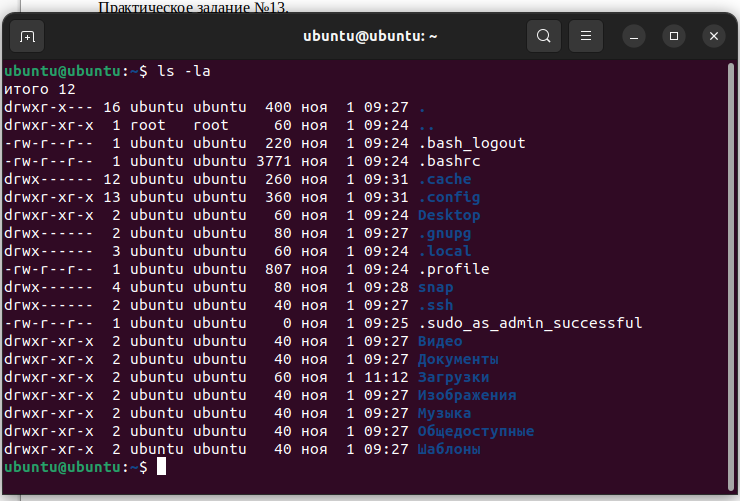 Практическое задание №13.
ubuntu@ubuntu: ~
ubuntu@ubuntu:~$ ls -la
итого 12
drwxr-x--- 16 ubuntu ubuntu  400 ноя  1 09:27 .
drwxr-xr-x  1 root   root     60 ноя  1 09:24 ..
-rw-r--r--  1 ubuntu ubuntu  220 ноя  1 09:24 .bash_logout
-rw-r--r--  1 ubuntu ubuntu 3771 ноя  1 09:24 .bashrc
drwx------ 12 ubuntu ubuntu  260 ноя  1 09:31 .cache
drwxr-xr-x 13 ubuntu ubuntu  360 ноя  1 09:31 .config
drwxr-xr-x  2 ubuntu ubuntu   60 ноя  1 09:24 Desktop
drwx------  2 ubuntu ubuntu   80 ноя  1 09:27 .gnupg
drwx------  3 ubuntu ubuntu   60 ноя  1 09:24 .local
-rw-r--r--  1 ubuntu ubuntu  807 ноя  1 09:24 .profile
drwx------  4 ubuntu ubuntu   80 ноя  1 09:28 snap
drwx------  2 ubuntu ubuntu   40 ноя  1 09:27 .ssh
-rw-r--r--  1 ubuntu ubuntu    0 ноя  1 09:25 .sudo_as_admin_successful
drwxr-xr-x  2 ubuntu ubuntu   40 ноя  1 09:27 Видео
drwxr-xr-x  2 ubuntu ubuntu   40 ноя  1 09:27 Документы
drwxr-xr-x  2 ubuntu ubuntu   60 ноя  1 11:12 Загрузки
drwxr-xr-x  2 ubuntu ubuntu   40 ноя  1 09:27 Изображения
drwxr-xr-x  2 ubuntu ubuntu   40 ноя  1 09:27 Музыка
drwxr-xr-x  2 ubuntu ubuntu   40 ноя  1 09:27 Общедоступные
drwxr-xr-x  2 ubuntu ubuntu   40 ноя  1 09:27 Шаблоны
ubuntu@ubuntu:~$